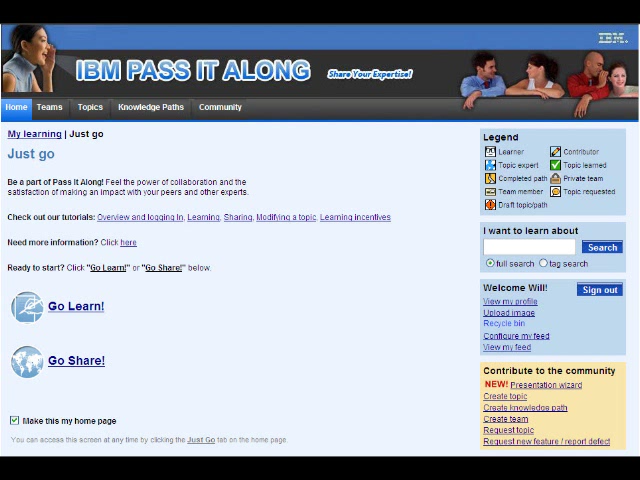 IBM PASS IT ALONG
Share Your Expertise!
IBM.
Home Teams Topics Knowledge Paths Community
My learning | Just go
Just go
Be a part of Pass it Along! Feel the power of collaboration and the
satisfaction of making an impact with your peers and other experts.
Check out our tutorials: Overview and logging in, Learning, Sharing, Modifying a topic, Learning incentives
Need more information? Click here
Ready to start? Click "Go Learn!" or "Go Share!" below.
Go Learn!
Go Share!
Make this my home page
You can access this screen at any time by clicking the Just Go tab on the home page.
Legend
Learner Contributor
Topic expert Topic learned
Completed path Private team
Team member Topic requested
Draft topic/path
I want to learn about
Search
full search tag search
Welcome Will!
Sign out
View my profile
Upload image
Recycle bin
Configure my feed
View my feed
Contribute to the community
NEW! Presentation wizard
Create topic
Create knowledge path
Create team
Request topic
Request new feature / report defect